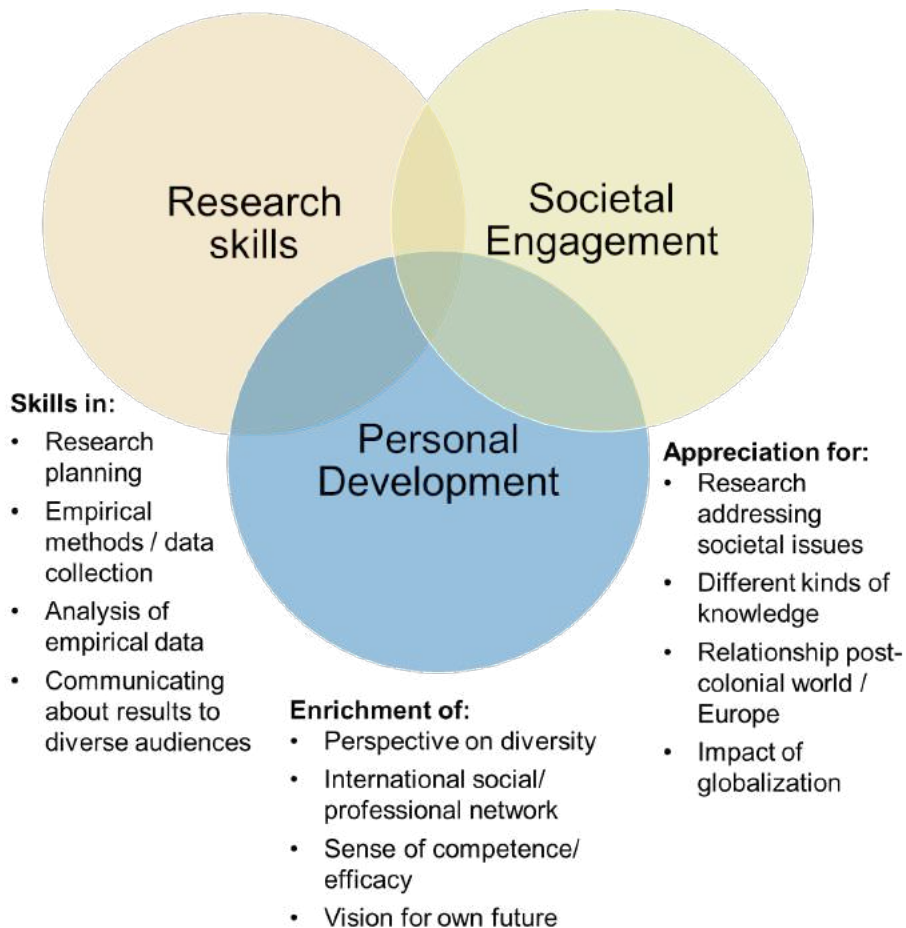 Research
skills
Societal
Engagement
Personal
Development
Skills in:
• Research
planning
• Empirical
methods / data
collection
• Analysis of
empirical data
• Communicating
about results to
diverse audiences
Enrichment of:
• Perspective on diversity
• International social/
professional network
• Sense of competence/
efficacy
• Vision for own future
Appreciation for:
• Research
addressing
societal issues
• Different kinds of
knowledge
• Relationship post-
colonial world /
Europe
• Impact of
globalization